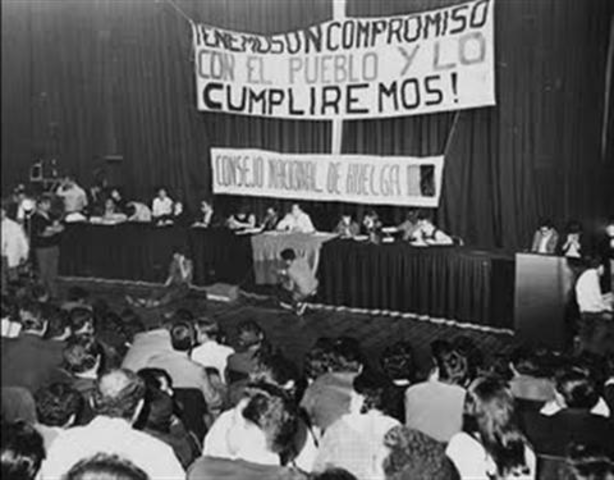 ¡TENEMOS UN COMPROMISO
CON EL PUEBLO Y LO
CUMPLIREMOS!
CONSEJO NACIONAL DE HUELGA